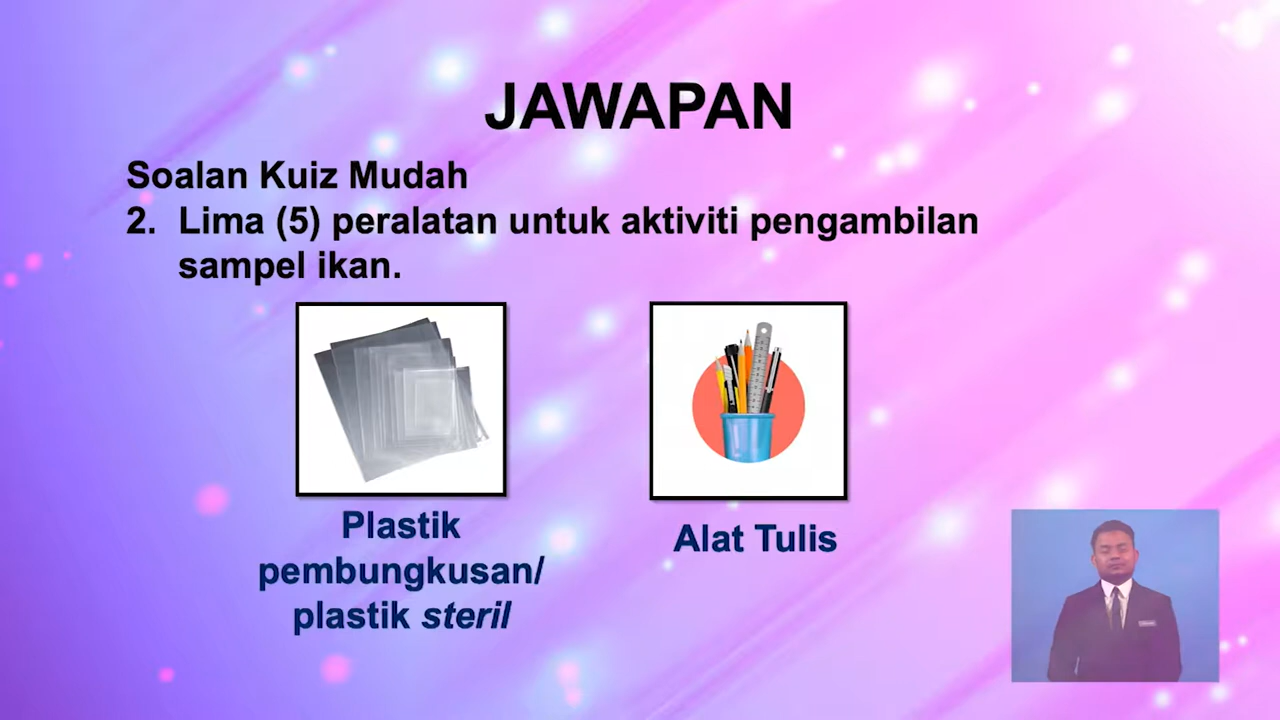 JAWAPAN
Soalan Kuiz Mudah
2. Lima (5) peralatan untuk aktiviti pengambilan
sampel ikan.
Plastik
pembungkusan/
plastik steril
Alat Tulis